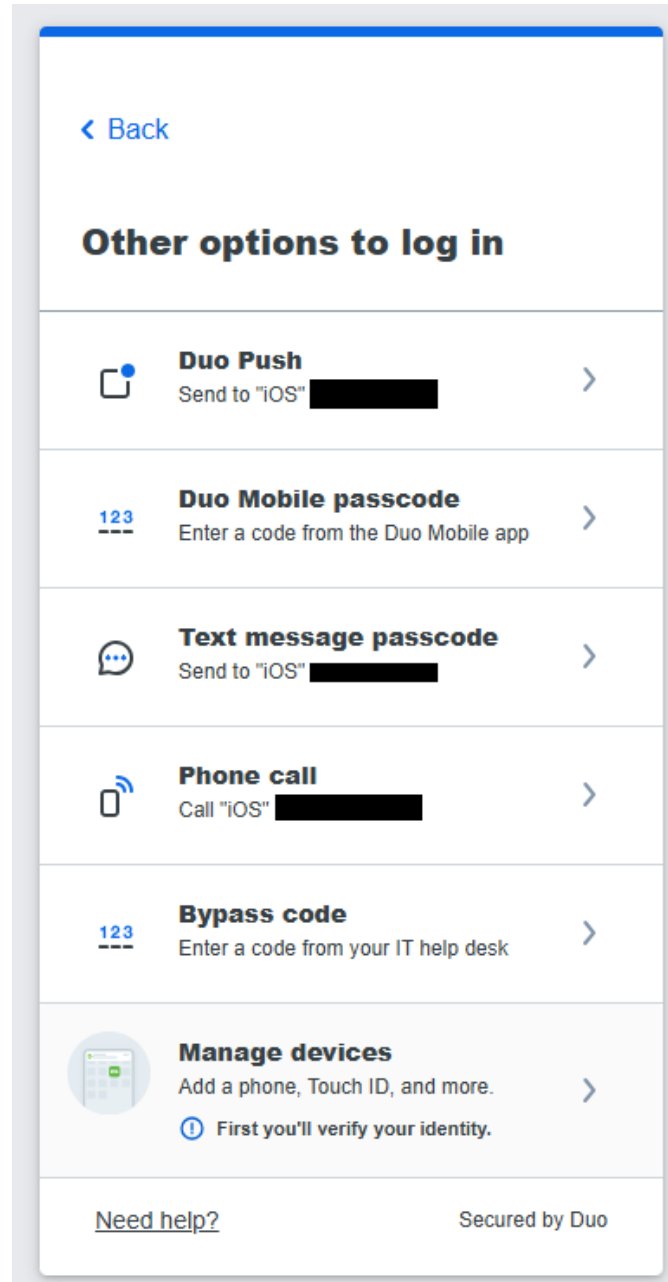 Back
Other options to log in
Duo Push
Send to "iOS"
123
Duo Mobile passcode
Enter a code from the Duo Mobile app
Text message passcode
Send to "iOS"
Phone call
Call "iOS"
123
Bypass code
Enter a code from your IT help desk
Manage devices
Add a phone, Touch ID, and more.
First you'll verify your identity.
Need help?
Secured by Duo